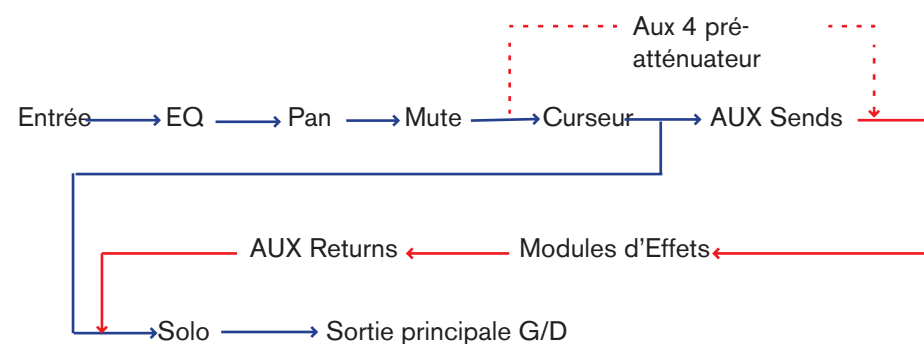 Aux 4 pré-
atténuateur
Entrée EQ Pan Mute Curseur AUX Sends
AUX Returns Modules d'Effets
Solo Sortie principale G/D